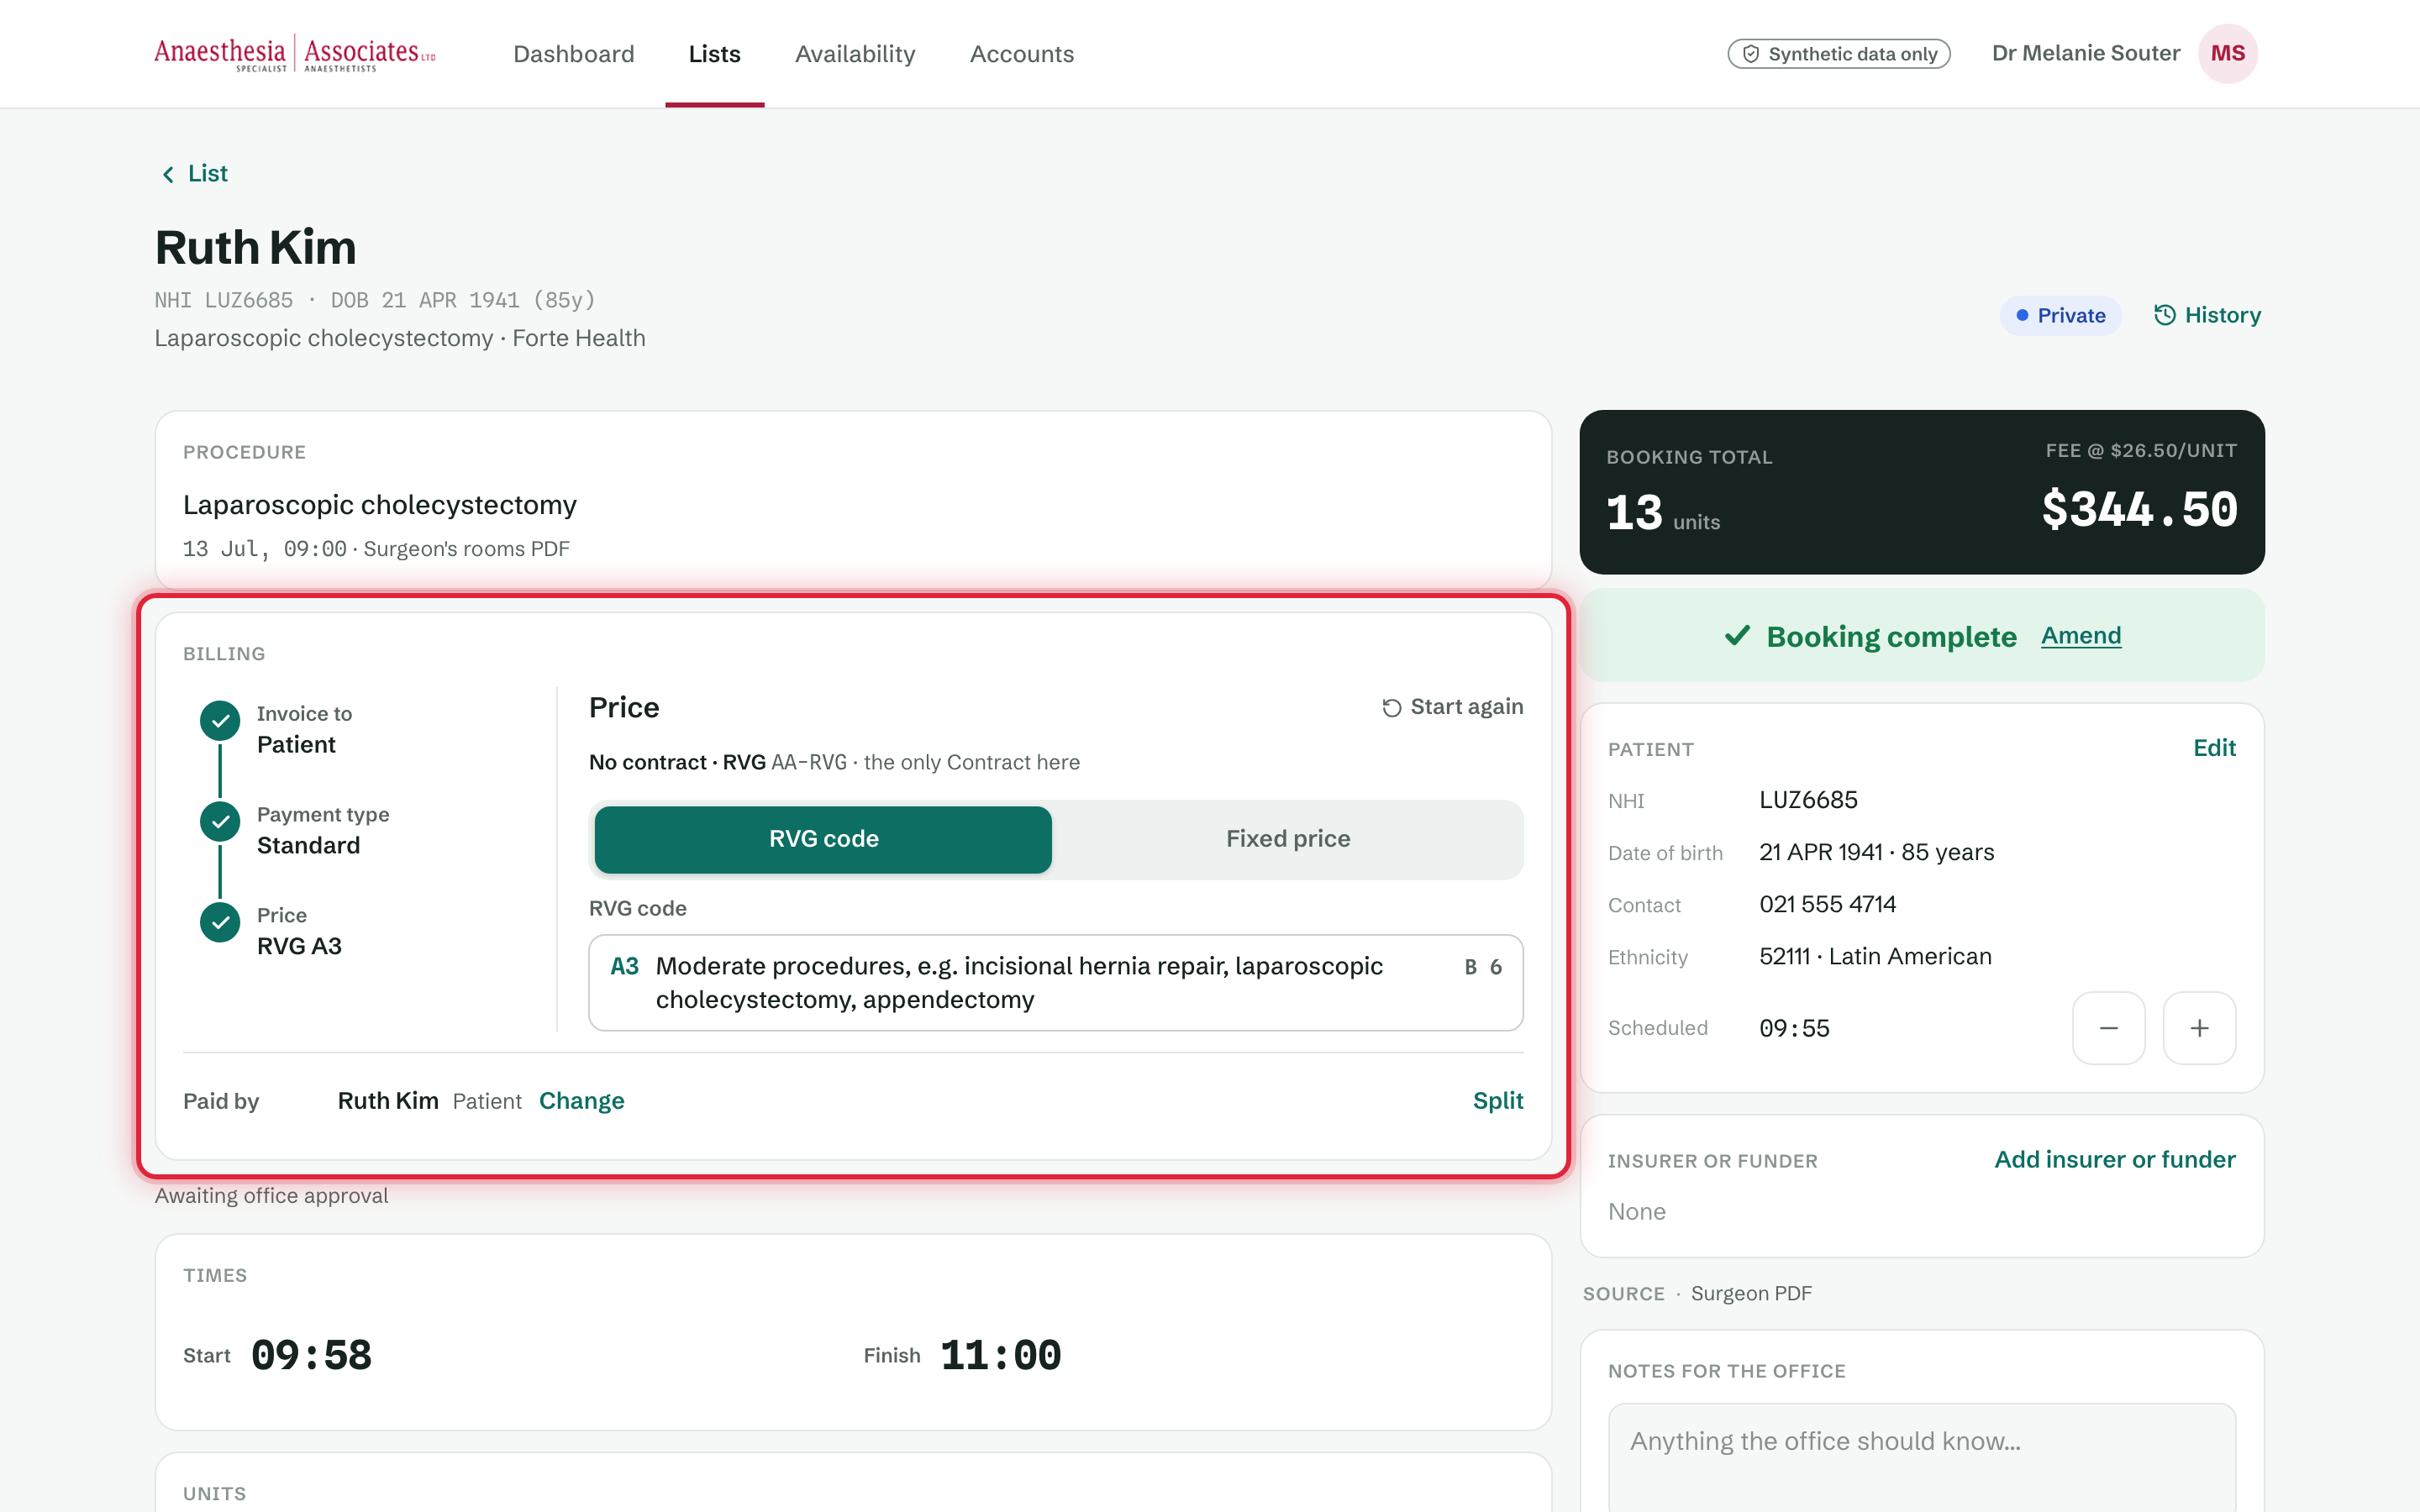 Anaesthesia Associates LTD
SPECIALIST ANAESTHETISTS
Dashboard
Lists
Availability
Accounts
Synthetic data only
Dr Melanie Souter
MS
List
Ruth Kim
NHI LUZ6685 · DOB 21 APR 1941 (85y)
Laparoscopic cholecystectomy · Forte Health
Private
History
PROCEDURE
Laparoscopic cholecystectomy
13 Jul, 09:00 · Surgeon's rooms PDF
BILLING
Invoice to
Patient
Payment type
Standard
Price
RVG A3
Price
Start again
No contract · RVG AA-RVG · the only Contract here
RVG code
Fixed price
RVG code
A3 Moderate procedures, e.g. incisional hernia repair, laparoscopic B 6
cholecystectomy, appendectomy
Paid by Ruth Kim Patient Change Split
Awaiting office approval
TIMES
Start 09:58
Finish 11:00
UNITS
BOOKING TOTAL
13 units
FEE @ $26.50/UNIT
$344.50
Booking complete Amend
PATIENT
Edit
NHI LUZ6685
Date of birth 21 APR 1941 · 85 years
Contact 021 555 4714
Ethnicity 52111 · Latin American
Scheduled 09:55 − +
INSURER OR FUNDER
Add insurer or funder
None
SOURCE · Surgeon PDF
NOTES FOR THE OFFICE
Anything the office should know...